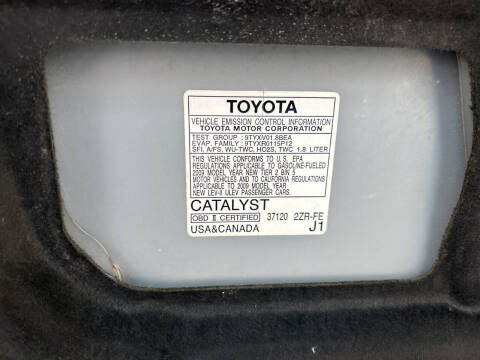 TOYOTA
VEHICLE EMISSION CONTROL INFORMATION
TOYOTA MOTOR CORPORATION
TEST GROUP : 9TYXV01.8BEA
EVAP. FAMILY : 9TYXR0115P12
SFI, A/FS, WU-TWC, HO2S, TWC 1.8 LITER
THIS VEHICLE CONFORMS TO U.S. EPA
REGULATIONS APPLICABLE TO GASOLINE-FUELED
2009 MODEL YEAR NEW TIER 2 BIN 5
MOTOR VEHICLES AND TO CALIFORNIA REGULATIONS
APPLICABLE TO 2009 MODEL YEAR
NEW LEV-II ULEV PASSENGER CARS.
CATALYST
OBD II CERTIFIED 37120 2ZR-FE
USA&CANADA J1